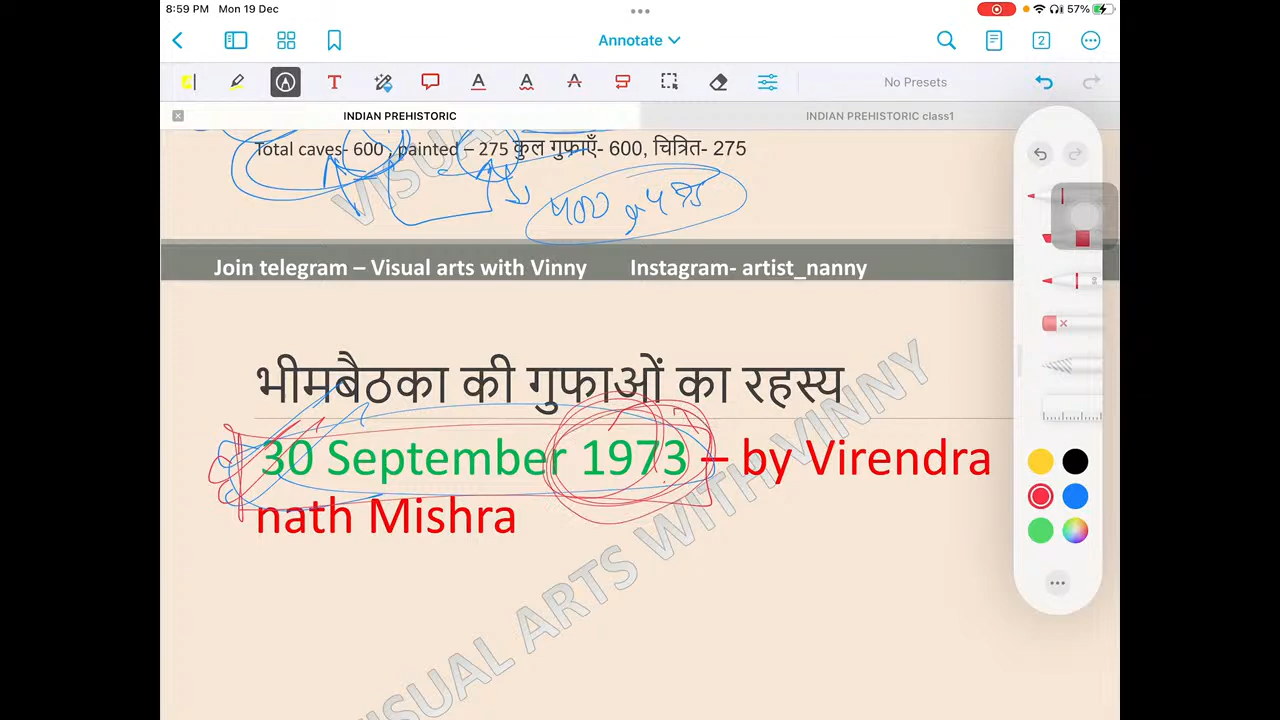 8:59 PM Mon 19 Dec
57%
Annotate
2
No Presets
INDIAN PREHISTORIC
INDIAN PREHISTORIC class1
Total caves- 600 , painted – 275 कुल गुफाएँ- 600, चित्रित- 275
400
Join telegram – Visual arts with Vinny Instagram- artist_nanny
भीमबैठका की गुफाओं का रहस्य
30 September 1973 – by Virendra
nath Mishra
VISUAL ARTS WITH VINNY